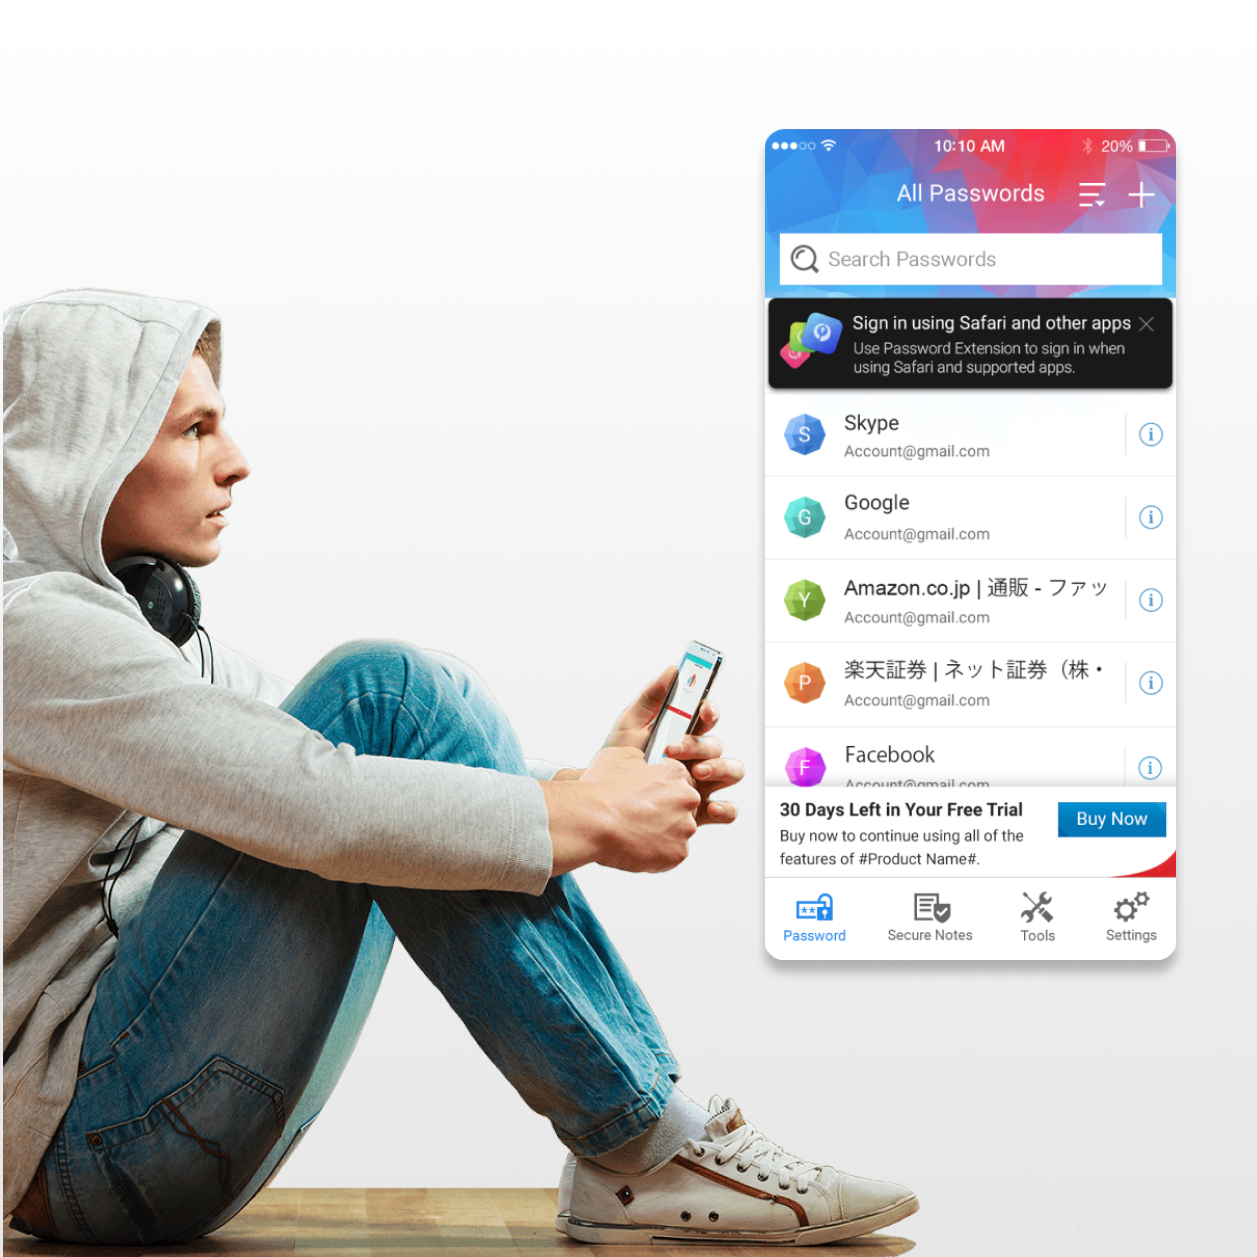 10:10 AM
20%
All Passwords
Search Passwords
Sign in using Safari and other apps
Use Password Extension to sign in when
using Safari and supported apps.
S
Skype
Account@gmail.com
G
Google
Account@gmail.com
Y
Amazon.co.jp | 通販 - ファッ
Account@gmail.com
P
楽天証券 | ネット証券（株・
Account@gmail.com
F
Facebook
Account@gmail.com
30 Days Left in Your Free Trial
Buy now to continue using all of the
features of #Product Name#.
Buy Now
**
Password
Secure Notes
Tools
Settings